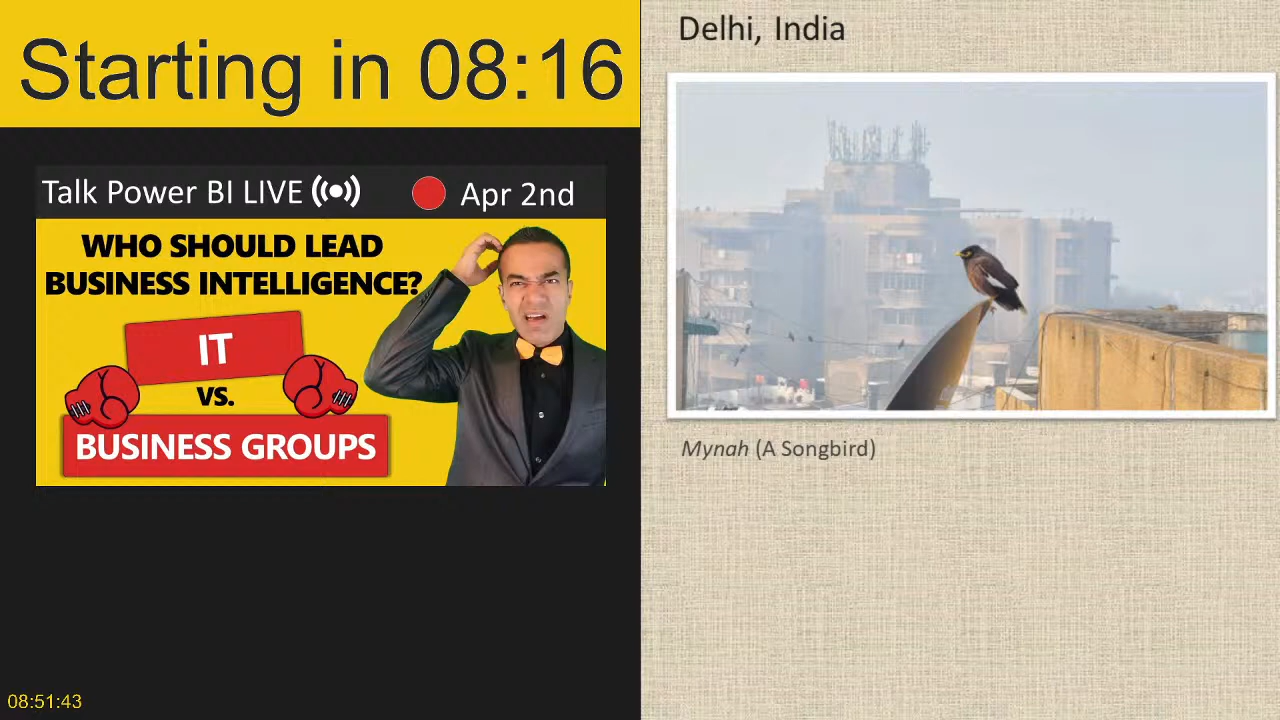 Starting in 08:16
Talk Power BI LIVE
Apr 2nd
WHO SHOULD LEAD
BUSINESS INTELLIGENCE?
IT
VS.
BUSINESS GROUPS
08:51:43
Delhi, India
Mynah (A Songbird)